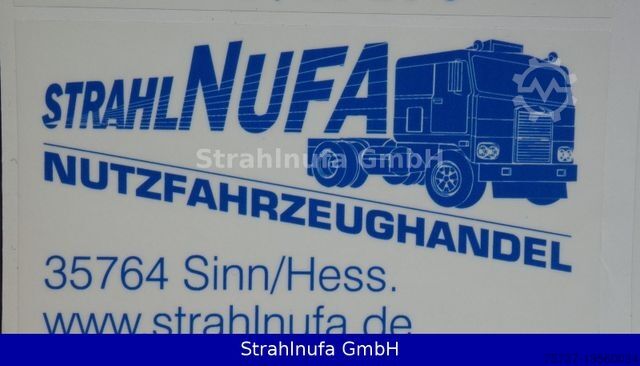 STRAHLNUFA
Strahlnufa GmbH
NUTZFAHRZEUGHANDEL
35764 Sinn/Hess.
www.strahlnufa.de
Strahlnufa GmbH